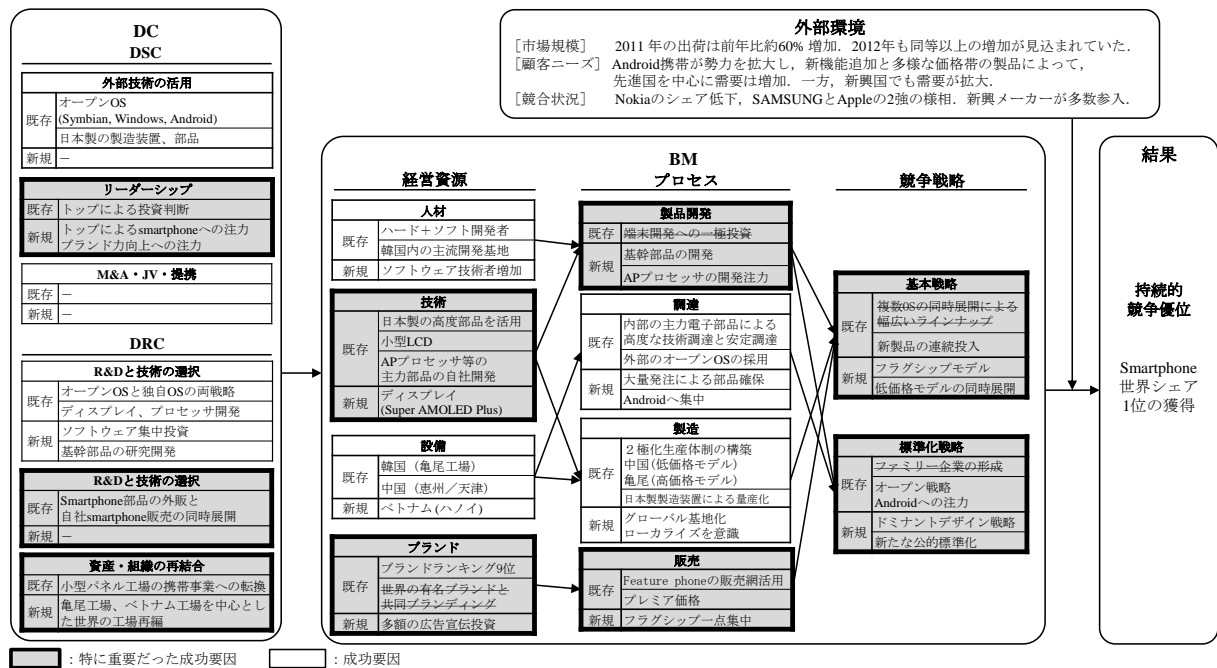 DC
DSC
外部技術の活用
既存
オープンOS
(Symbian, Windows, Android)
日本製の製造装置、部品
新規
－
リーダーシップ
既存
トップによる投資判断
新規
トップによるsmartphoneへの注力
ブランド力向上への注力
M&A・JV・提携
既存
－
新規
－
DRC
R&Dと技術の選択
既存
オープンOSと独自OSの両戦略
ディスプレイ、プロセッサ開発
新規
ソフトウェア集中投資
基幹部品の研究開発
R&Dと技術の選択
既存
Smartphone部品の外販と
自社smartphone販売の同時展開
新規
－
資産・組織の再結合
既存
小型パネル工場の携帯事業への転換
新規
亀尾工場、ベトナム工場を中心とし
た世界の工場再編
外部環境
［市場規模］ 2011 年の出荷は前年比約60% 増加．2012年も同等以上の増加が見込まれていた．
［顧客ニーズ］ Android携帯が勢力を拡大し，新機能追加と多様な価格帯の製品によって，
先進国を中心に需要は増加．一方，新興国でも需要が拡大．
［競合状況］ Nokiaのシェア低下，SAMSUNGとAppleの2強の様相．新興メーカーが多数参入．
BM
経営資源
人材
既存
ハード＋ソフト開発者
韓国内の主流開発基地
新規
ソフトウェア技術者増加
技術
既存
日本製の高度部品を活用
小型LCD
APプロセッサ等の
主力部品の自社開発
新規
ディスプレイ
(Super AMOLED Plus)
設備
既存
韓国（亀尾工場）
中国（恵州／天津）
新規
ベトナム(ハノイ)
ブランド
既存
ブランドランキング9位
世界の有名ブランドと
共同ブランディング
新規
多額の広告宣伝投資
プロセス
製品開発
既存
端末開発への一極投資
新規
基幹部品の開発
APプロセッサの開発注力
調達
既存
内部の主力電子部品による
高度な技術調達と安定調達
外部のオープンOSの採用
新規
大量発注による部品確保
Androidへ集中
製造
既存
２極化生産体制の構築
中国(低価格モデル)
亀尾(高価格モデル)
日本製製造装置による量産化
新規
グローバル基地化
ローカライズを意識
販売
既存
Feature phoneの販売網活用
プレミア価格
新規
フラグシップ一点集中
競争戦略
基本戦略
既存
複数OSの同時展開による
幅広いラインナップ
新製品の連続投入
新規
フラグシップモデル
低価格モデルの同時展開
標準化戦略
既存
ファミリー企業の形成
オープン戦略
Androidへの注力
新規
ドミナントデザイン戦略
新たな公的標準化
結果
持続的
競争優位
Smartphone
世界シェア
1位の獲得
：特に重要だった成功要因
：成功要因